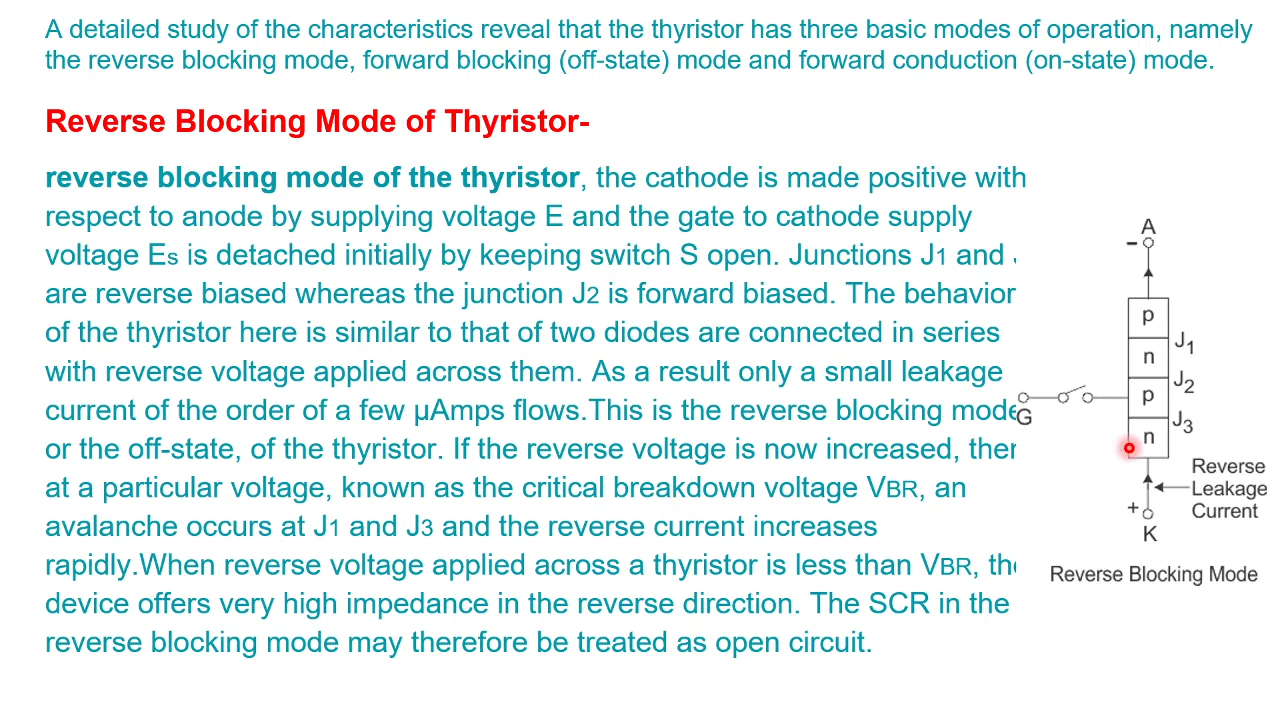 A detailed study of the characteristics reveal that the thyristor has three basic modes of operation, namely
the reverse blocking mode, forward blocking (off-state) mode and forward conduction (on-state) mode.
Reverse Blocking Mode of Thyristor-
reverse blocking mode of the thyristor, the cathode is made positive with
respect to anode by supplying voltage E and the gate to cathode supply
voltage Es is detached initially by keeping switch S open. Junctions J1 and
are reverse biased whereas the junction J2 is forward biased. The behavior
of the thyristor here is similar to that of two diodes are connected in series
with reverse voltage applied across them. As a result only a small leakage
current of the order of a few µAmps flows.This is the reverse blocking mode
or the off-state, of the thyristor. If the reverse voltage is now increased, then
at a particular voltage, known as the critical breakdown voltage VBR, an
avalanche occurs at J1 and J3 and the reverse current increases
rapidly.When reverse voltage applied across a thyristor is less than VBR, the
device offers very high impedance in the reverse direction. The SCR in the
reverse blocking mode may therefore be treated as open circuit.
A
-
p
J1
n
J2
p
G
J3
n
Reverse
Leakage
Current
+
K
Reverse Blocking Mode